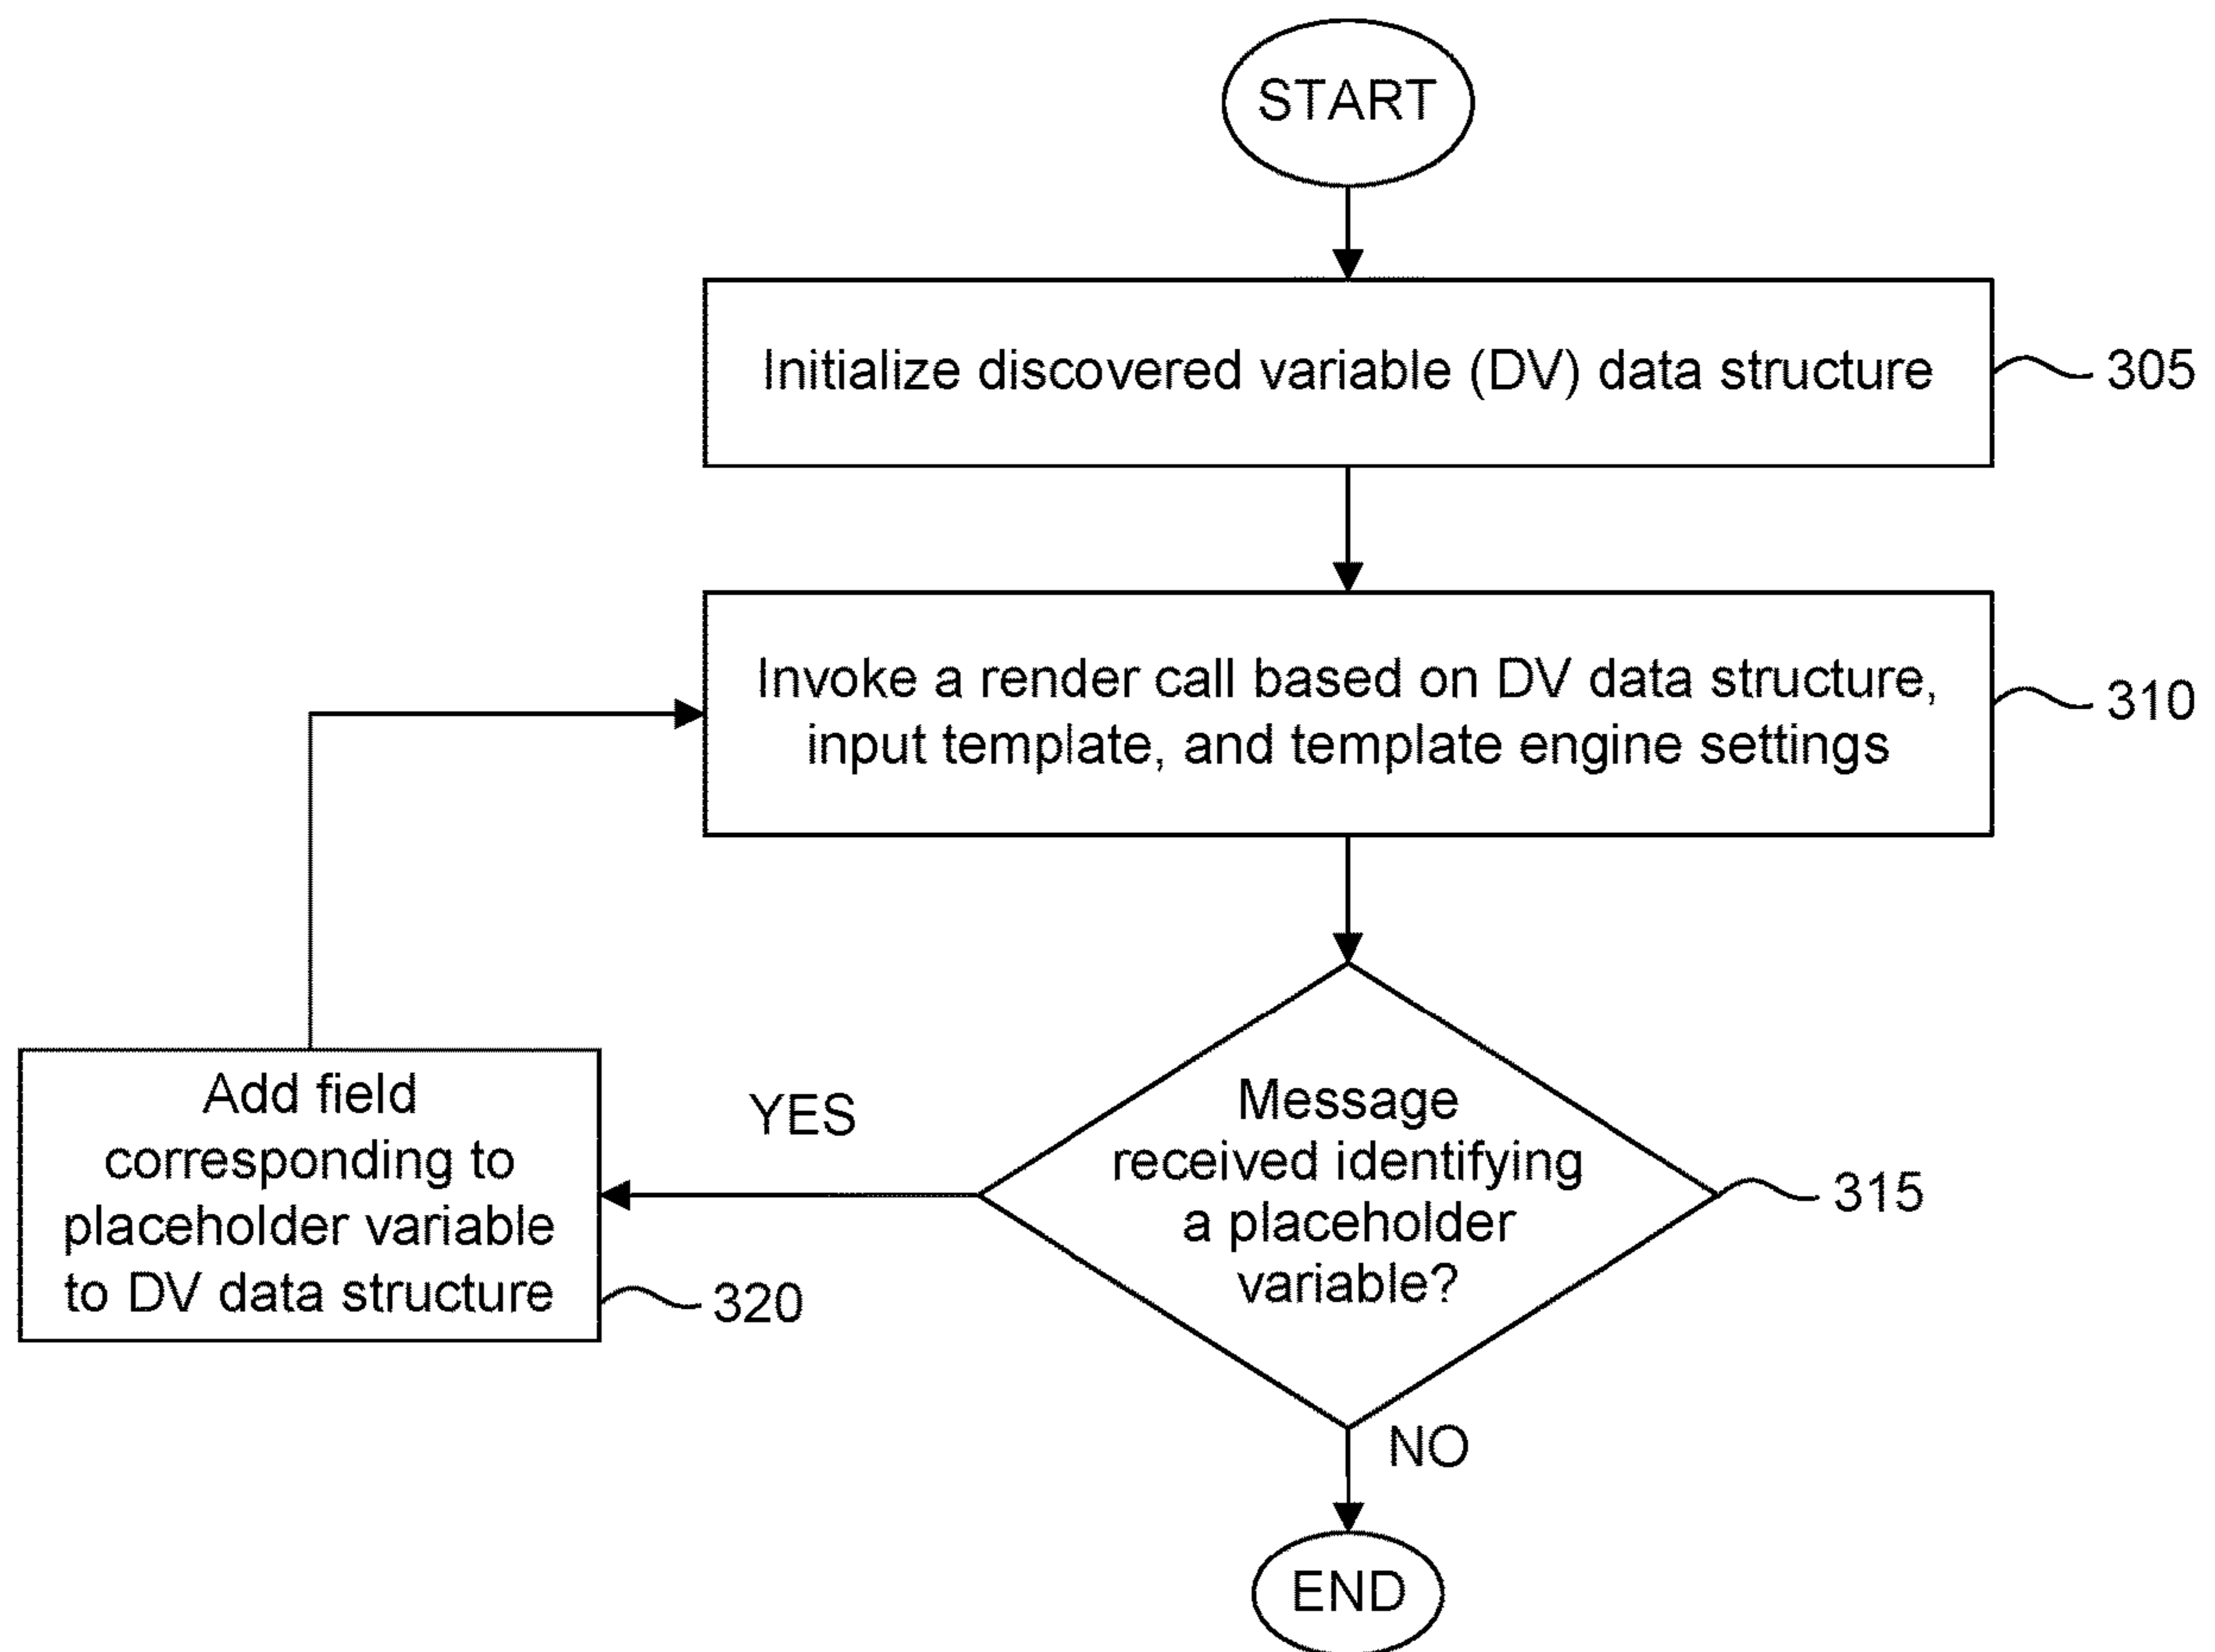 START
Initialize discovered variable (DV) data structure
305
Invoke a render call based on DV data structure,
input template, and template engine settings
310
Message
received identifying
a placeholder
variable?
315
YES
Add field
corresponding to
placeholder variable
to DV data structure
320
NO
END